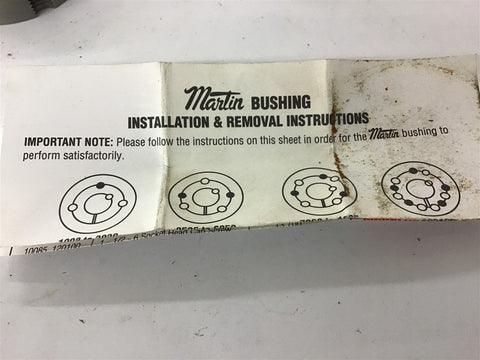 Martin BUSHING
INSTALLATION & REMOVAL INSTRUCTIONS
IMPORTANT NOTE: Please follow the instructions on this sheet in order for the Martin bushing to
perform satisfactorily.